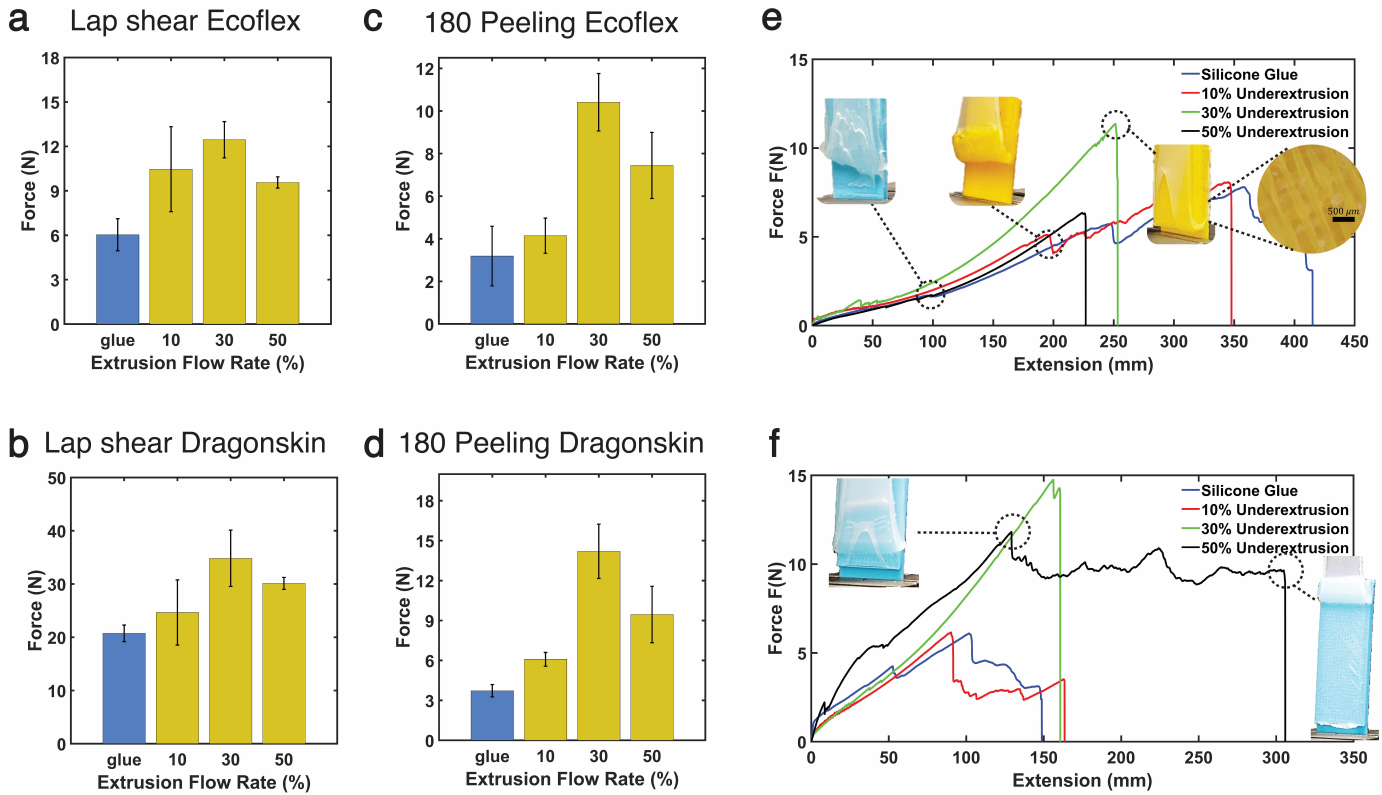 a Lap shear Ecoflex
18
15
12
9
6
3
0
Force (N)
glue 10 30 50
Extrusion Flow Rate (%)
c 180 Peeling Ecoflex
12
10
8
6
4
2
0
Force (N)
glue 10 30 50
Extrusion Flow Rate (%)
e
15
10
5
0
Force F(N)
Silicone Glue
10% Underextrusion
30% Underextrusion
50% Underextrusion
500 μm
0 50 100 150 200 250 300 350 400 450
Extension (mm)
b Lap shear Dragonskin
50
40
30
20
10
0
Force (N)
glue 10 30 50
Extrusion Flow Rate (%)
d 180 Peeling Dragonskin
18
15
12
9
6
3
0
Force (N)
glue 10 30 50
Extrusion Flow Rate (%)
f
15
10
5
0
Force F(N)
Silicone Glue
10% Underextrusion
30% Underextrusion
50% Underextrusion
0 50 100 150 200 250 300 350
Extension (mm)